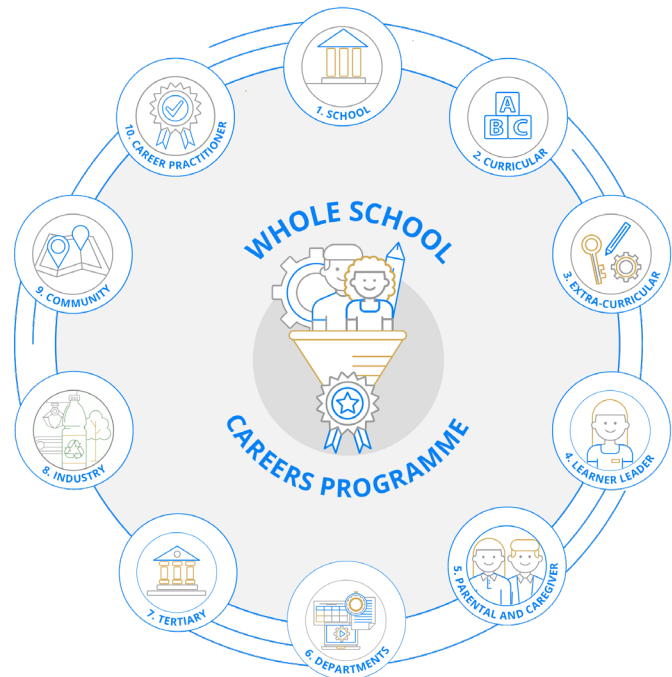 WHOLE SCHOOL
CAREERS PROGRAMME
1. SCHOOL
A
B C
2. CURRICULAR
3. EXTRA-CURRICULAR
4. LEARNER LEADER
5. PARENTAL AND CAREGIVER
6. DEPARTMENTS
7. TERTIARY
8. INDUSTRY
9. COMMUNITY
10. CAREER PRACTITIONER